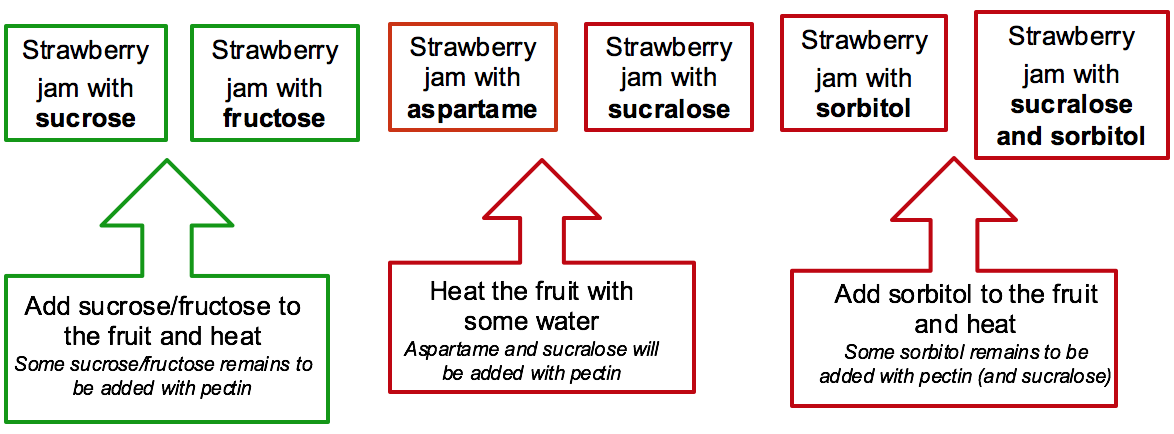 Strawberry
jam with
sucrose
Strawberry
jam with
fructose
Strawberry
jam with
aspartame
Strawberry
jam with
sucralose
Strawberry
jam with
sorbitol
Strawberry
jam with
sucralose
and sorbitol
Add sucrose/fructose to
the fruit and heat
Some sucrose/fructose remains to
be added with pectin
Heat the fruit with
some water
Aspartame and sucralose will
be added with pectin
Add sorbitol to the fruit
and heat
Some sorbitol remains to be
added with pectin (and sucralose)